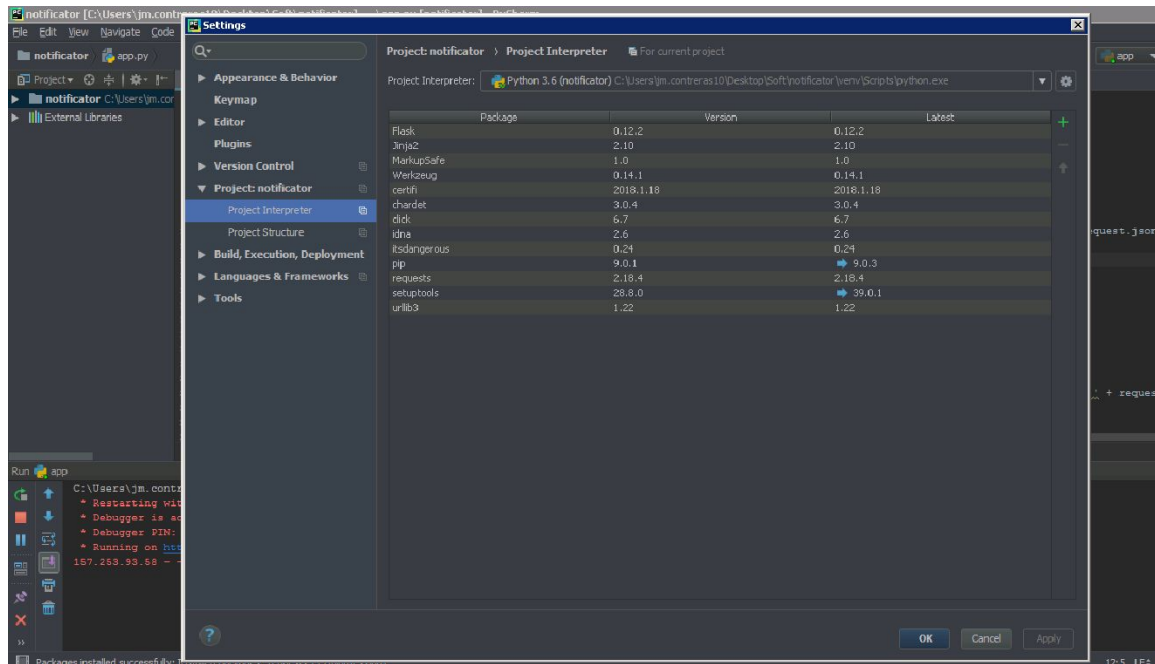 notificator [C:\Users\jm.contr
Settings
File Edit View Navigate Code
notificator app.py
Project
notificator C:\Users\jm.cor
External Libraries
Appearance & Behavior
Keymap
Editor
Plugins
Version Control
Project: notificator
Project Interpreter
Project Structure
Build, Execution, Deployment
Languages & Frameworks
Tools
Project: notificator › Project Interpreter For current project
Project Interpreter: Python 3.6 (notificator) C:\Users\jm.contreras10\Desktop\Soft\notificator\venv\Scripts\python.exe
Package Version Latest
Flask 0.12.2 0.12.2
Jinja2 2.10 2.10
MarkupSafe 1.0 1.0
Werkzeug 0.14.1 0.14.1
certifi 2018.1.18 2018.1.18
chardet 3.0.4 3.0.4
click 6.7 6.7
idna 2.6 2.6
itsdangerous 0.24 0.24
pip 9.0.1 9.0.3
requests 2.18.4 2.18.4
setuptools 28.8.0 39.0.1
urllib3 1.22 1.22
app
quest.json
+ reques
Run app
C:\Users\jm.contr
* Restarting wit
* Debugger is ac
* Debugger PIN:
* Running on htt
157.253.93.58 - -
OK Cancel Apply
Packages installed successfully:
12:5